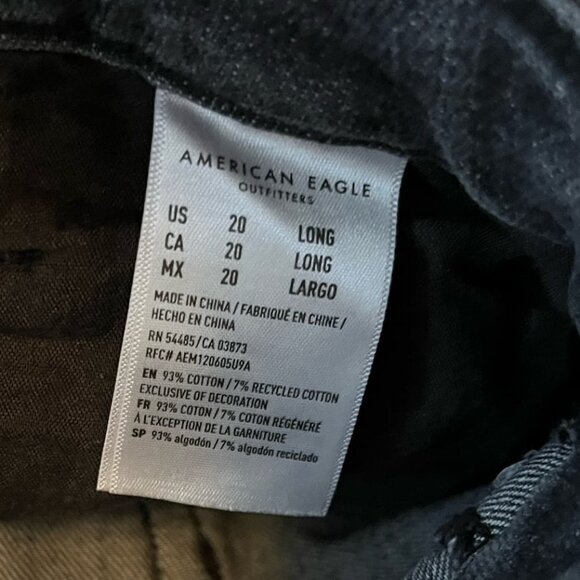 AMERICAN EAGLE
OUTFITTERS
US 20 LONG
CA 20 LONG
MX 20 LARGO
MADE IN CHINA / FABRIQUÉ EN CHINE /
HECHO EN CHINA
RN 54485/CA 03873
RFC# AEM120605U9A
EN 93% COTTON / 7% RECYCLED COTTON
EXCLUSIVE OF DECORATION
FR 93% COTON / 7% COTON RÉGÉNÉRÉ
À L'EXCEPTION DE LA GARNITURE
SP 93% algodón / 7% algodón reciclado